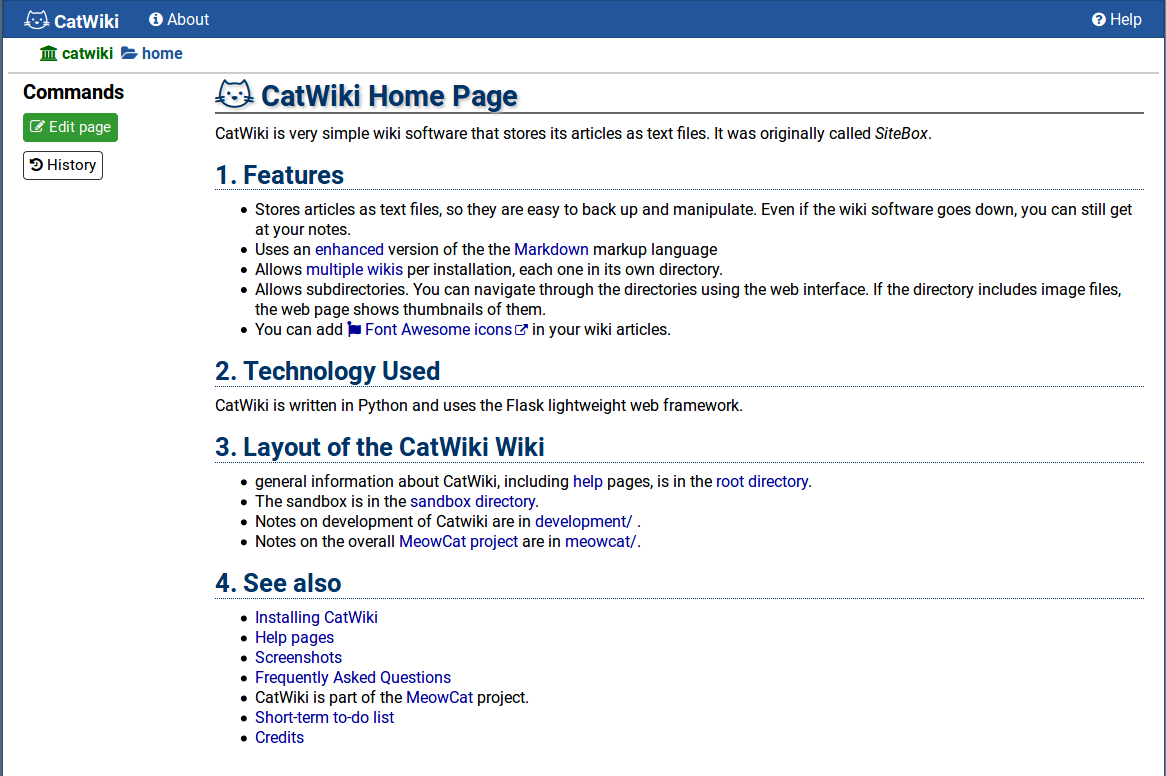 CatWiki About Help
catwiki home
Commands
Edit page
History
CatWiki Home Page
CatWiki is very simple wiki software that stores its articles as text files. It was originally called SiteBox.
1. Features
Stores articles as text files, so they are easy to back up and manipulate. Even if the wiki software goes down, you can still get
at your notes.
Uses an enhanced version of the the Markdown markup language
Allows multiple wikis per installation, each one in its own directory.
Allows subdirectories. You can navigate through the directories using the web interface. If the directory includes image files,
the web page shows thumbnails of them.
You can add Font Awesome icons in your wiki articles.
2. Technology Used
CatWiki is written in Python and uses the Flask lightweight web framework.
3. Layout of the CatWiki Wiki
general information about CatWiki, including help pages, is in the root directory.
The sandbox is in the sandbox directory.
Notes on development of Catwiki are in development/ .
Notes on the overall MeowCat project are in meowcat/.
4. See also
Installing CatWiki
Help pages
Screenshots
Frequently Asked Questions
CatWiki is part of the MeowCat project.
Short-term to-do list
Credits